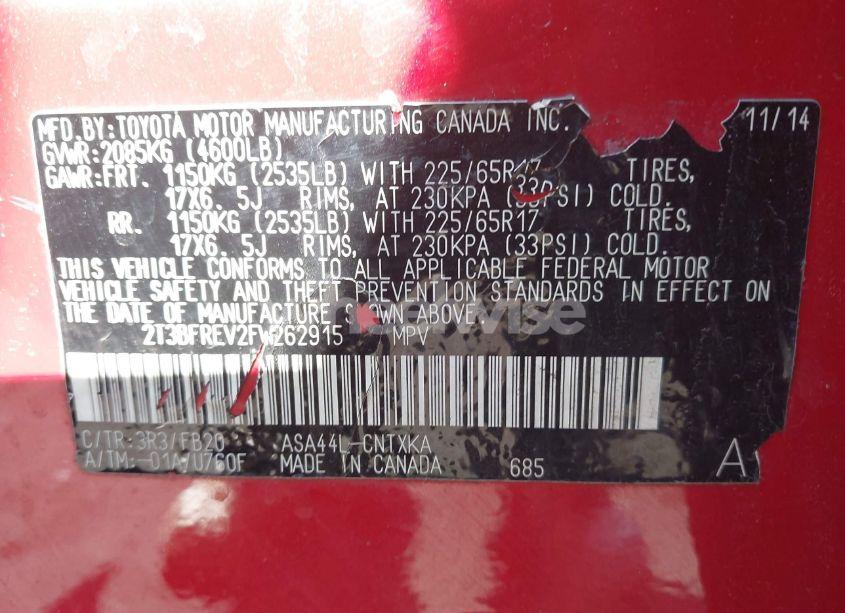 MFD.BY:TOYOTA MOTOR MANUFACTURING CANADA INC. 11/14
GVWR:2085KG (4600LB)
GAWR:FRT. 1150KG (2535LB) WITH 225/65R17 TIRES,
17X6. 5J RIMS, AT 230KPA (33PSI) COLD.
RR. 1150KG (2535LB) WITH 225/65R17 TIRES,
17X6. 5J RIMS, AT 230KPA (33PSI) COLD.
THIS VEHICLE CONFORMS TO ALL APPLICABLE FEDERAL MOTOR
VEHICLE SAFETY AND THEFT PREVENTION STANDARDS IN EFFECT ON
THE DATE OF MANUFACTURE SHOWN ABOVE.
2T3BFREV2FW262915 MPV
C/TR:3R3/FB20 ASA44L-CNTXKA
A/TM:-01A/U760F MADE IN CANADA 685 A